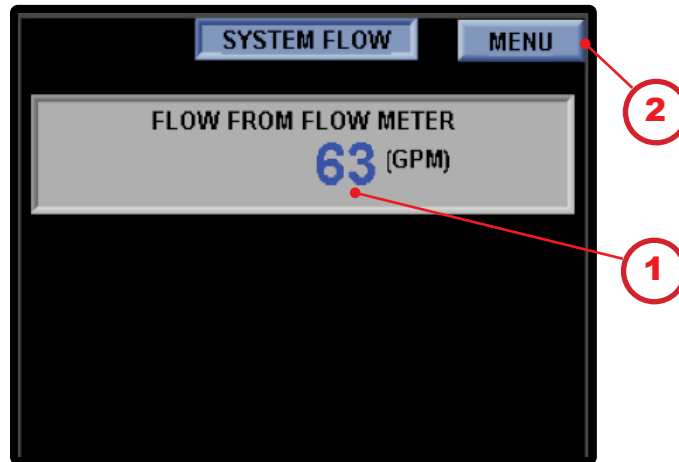 SYSTEM FLOW
MENU
2
FLOW FROM FLOW METER
63 (GPM)
1